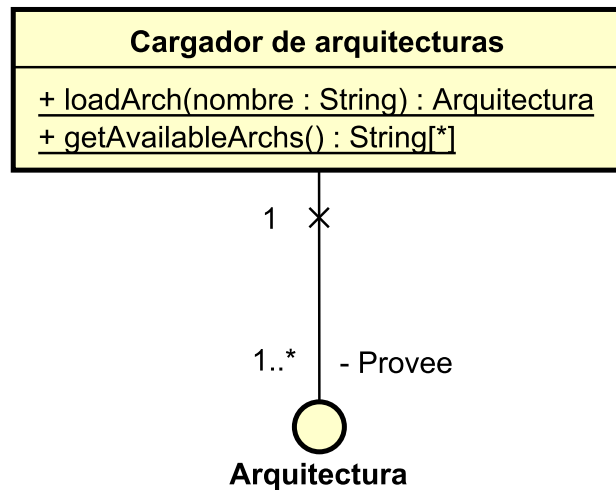 Cargador de arquitecturas
+ loadArch(nombre : String) : Arquitectura
+ getAvailableArchs() : String[*]
1
1..* - Provee
Arquitectura